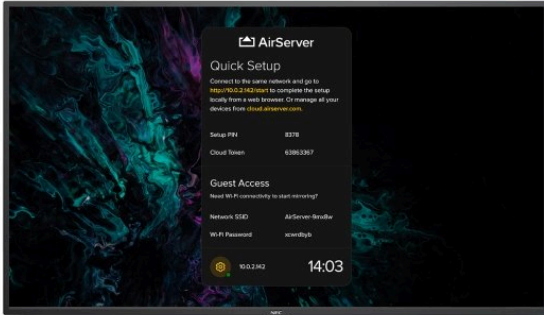 AirServer
Quick Setup
Connect to the same network and go to
http://10.0.2.142/start to complete the setup
locally from a web browser. Or manage all your
devices from cloud.airserver.com.
Setup PIN 8378
Cloud Token 63863367
Guest Access
Need Wi-Fi connectivity to start mirroring?
Network SSID AirServer-9mx8w
Wi-Fi Password xcwrdbyb
10.0.2.142 14:03
NEC